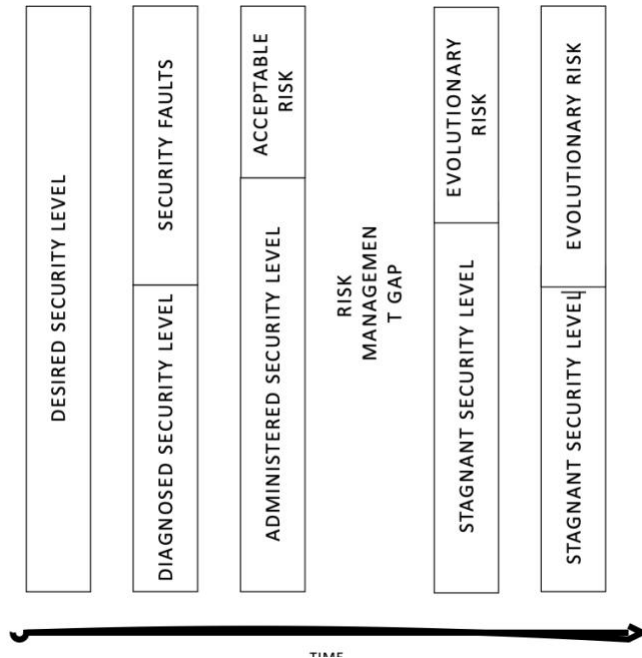 DESIRED SECURITY LEVEL
SECURITY FAULTS
DIAGNOSED SECURITY LEVEL
ACCEPTABLE
RISK
ADMINISTERED SECURITY LEVEL
RISK
MANAGEMEN
T GAP
EVOLUTIONARY
RISK
STAGNANT SECURITY LEVEL
EVOLUTIONARY RISK
STAGNANT SECURITY LEVEL
TIME